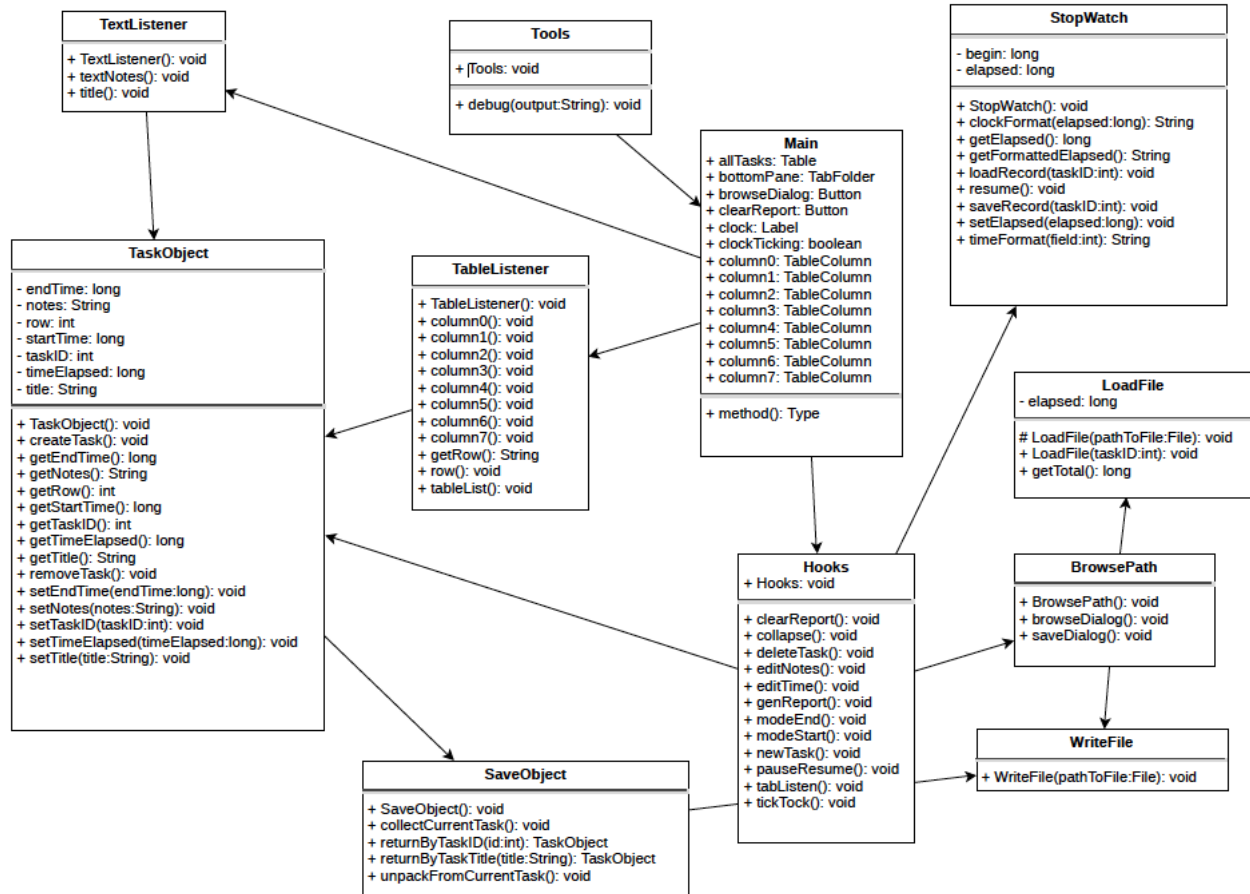 TextListener
+ TextListener(): void
+ textNotes(): void
+ title(): void
Tools
+ Tools: void
+ debug(output:String): void
StopWatch
- begin: long
- elapsed: long
+ StopWatch(): void
+ clockFormat(elapsed:long): String
+ getElapsed(): long
+ getFormattedElapsed(): String
+ loadRecord(taskID:int): void
+ resume(): void
+ saveRecord(taskID:int): void
+ setElapsed(elapsed:long): void
+ timeFormat(field:int): String
Main
+ allTasks: Table
+ bottomPane: TabFolder
+ browseDialog: Button
+ clearReport: Button
+ clock: Label
+ clockTicking: boolean
+ column0: TableColumn
+ column1: TableColumn
+ column2: TableColumn
+ column3: TableColumn
+ column4: TableColumn
+ column5: TableColumn
+ column6: TableColumn
+ column7: TableColumn
+ method(): Type
TaskObject
- endTime: long
- notes: String
- row: int
- startTime: long
- taskID: int
- timeElapsed: long
- title: String
+ TaskObject(): void
+ createTask(): void
+ getEndTime(): long
+ getNotes(): String
+ getRow(): int
+ getStartTime(): long
+ getTaskID(): int
+ getTimeElapsed(): long
+ getTitle(): String
+ removeTask(): void
+ setEndTime(endTime:long): void
+ setNotes(notes:String): void
+ setTaskID(taskID:int): void
+ setTimeElapsed(timeElapsed:long): void
+ setTitle(title:String): void
TableListener
+ TableListener(): void
+ column0(): void
+ column1(): void
+ column2(): void
+ column3(): void
+ column4(): void
+ column5(): void
+ column6(): void
+ column7(): void
+ getRow(): String
+ row(): void
+ tableList(): void
LoadFile
- elapsed: long
# LoadFile(pathToFile:File): void
+ LoadFile(taskID:int): void
+ getTotal(): long
Hooks
+ Hooks: void
+ clearReport(): void
+ collapse(): void
+ deleteTask(): void
+ editNotes(): void
+ editTime(): void
+ genReport(): void
+ modeEnd(): void
+ modeStart(): void
+ newTask(): void
+ pauseResume(): void
+ tabListen(): void
+ tickTock(): void
BrowsePath
+ BrowsePath(): void
+ browseDialog(): void
+ saveDialog(): void
WriteFile
+ WriteFile(pathToFile:File): void
SaveObject
+ SaveObject(): void
+ collectCurrentTask(): void
+ returnByTaskID(id:int): TaskObject
+ returnByTaskTitle(title:String): TaskObject
+ unpackFromCurrentTask(): void